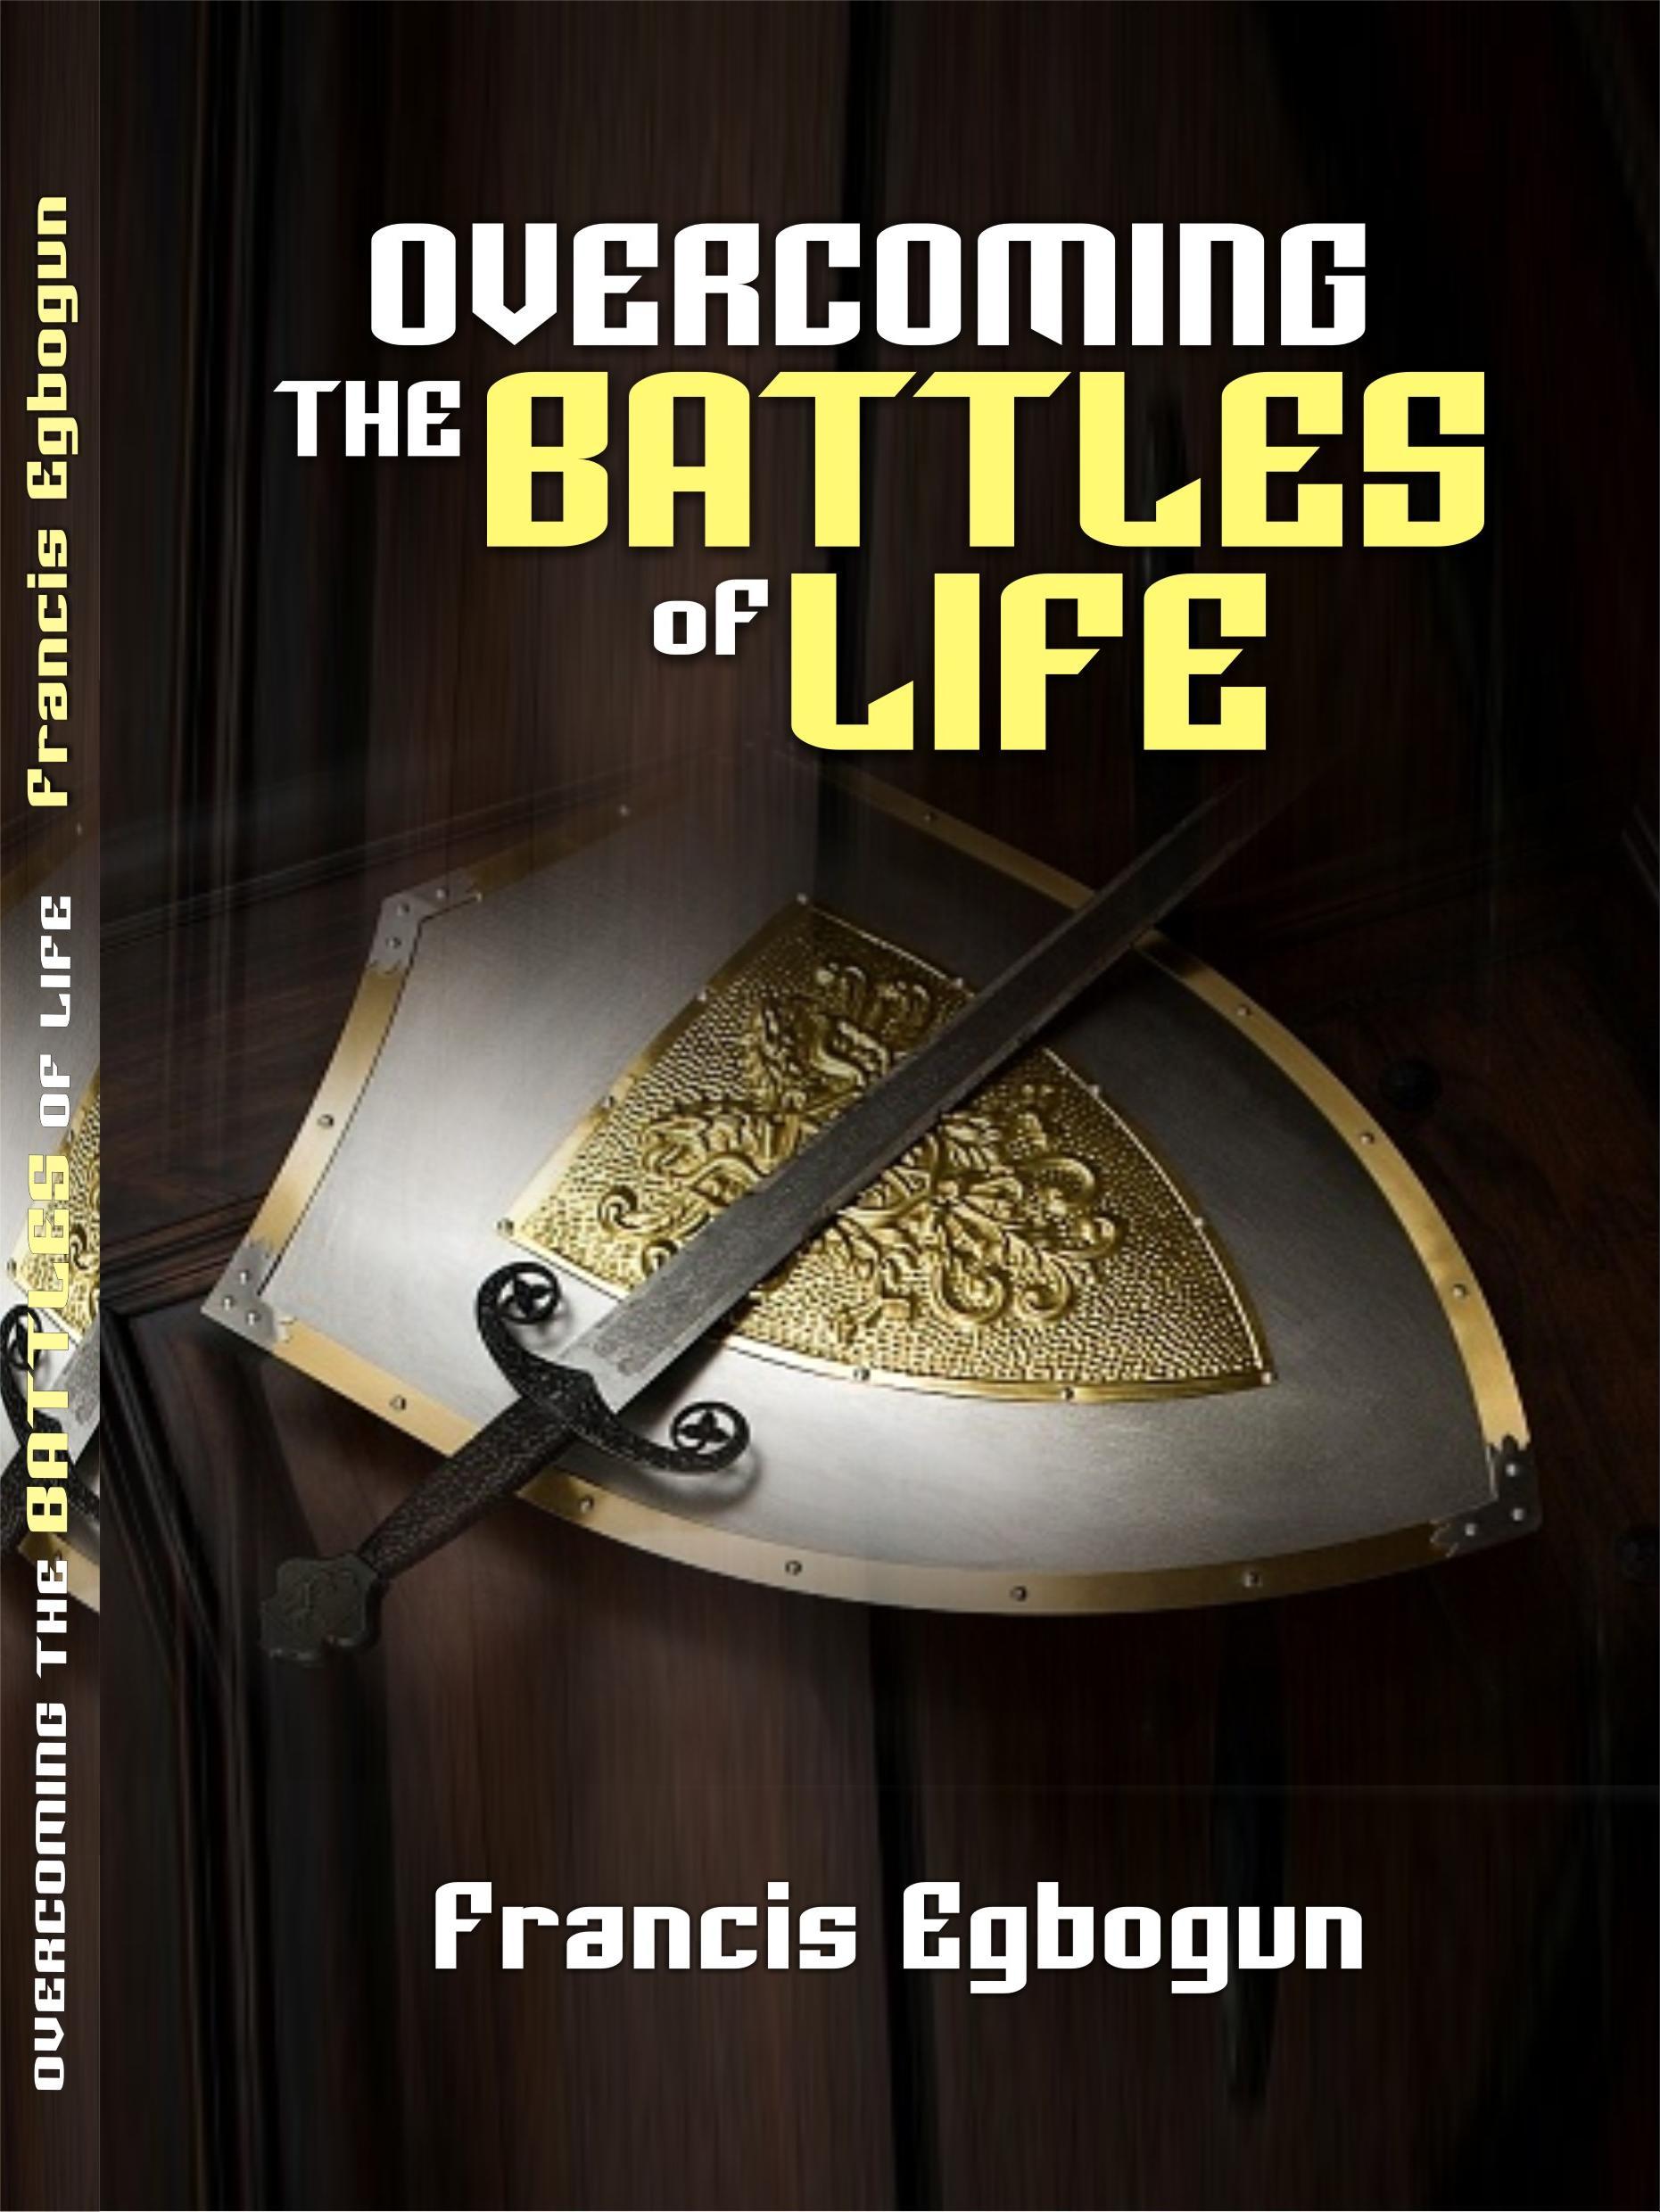 OVERCOMING
THE BATTLES
of LIFE
Francis Egbogun
OVERCOMING THE BATTLES OF LIFE Francis Egbogun